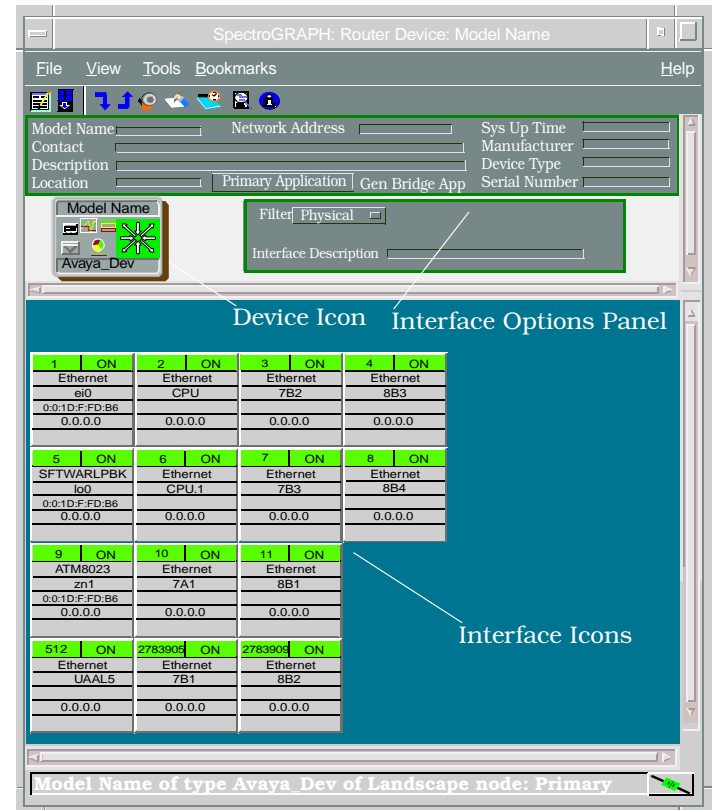 SpectroGRAPH: Router Device: Model Name
File View Tools Bookmarks Help
Model Name Network Address Sys Up Time
Contact Manufacturer
Description Device Type
Location Primary Application Gen Bridge App Serial Number
Model Name
Avaya_Dev
Filter Physical
Interface Description
Device Icon Interface Options Panel
1 ON 2 ON 3 ON 4 ON
Ethernet Ethernet Ethernet Ethernet
ei0 CPU 7B2 8B3
0:0:1D:F:FD:B6
0.0.0.0 0.0.0.0 0.0.0.0 0.0.0.0
5 ON 6 ON 7 ON 8 ON
SFTWARLPBK Ethernet Ethernet Ethernet
lo0 CPU.1 7B3 8B4
0:0:1D:F:FD:B6
0.0.0.0 0.0.0.0 0.0.0.0 0.0.0.0
9 ON 10 ON 11 ON
ATM8023 Ethernet Ethernet
zn1 7A1 8B1
0:0:1D:F:FD:B6
0.0.0.0 0.0.0.0 0.0.0.0
Interface Icons
512 ON 2783905 ON 2783909 ON
Ethernet Ethernet Ethernet
UAAL5 7B1 8B2
0.0.0.0 0.0.0.0 0.0.0.0
Model Name of type Avaya_Dev of Landscape node: Primary